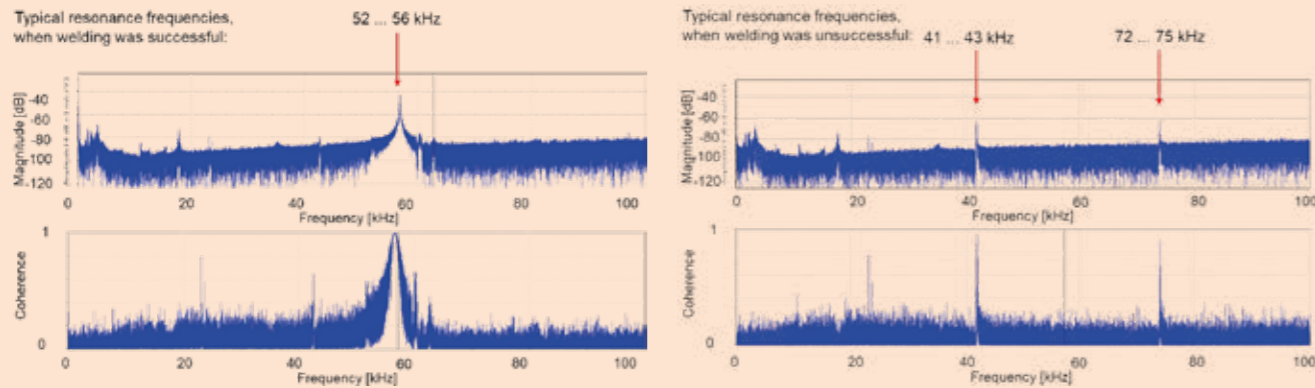 Typical resonance frequencies,
when welding was successful:
52 ... 56 kHz
Magnitude [dB]
-40
-60
-80
-100
-120
0
20
40
60
80
100
Frequency [kHz]
Coherence
1
0
0
20
40
60
80
100
Frequency [kHz]
Typical resonance frequencies,
when welding was unsuccessful:
41 ... 43 kHz
72 ... 75 kHz
Magnitude [dB]
-40
-60
-80
-100
-120
0
20
40
60
80
100
Frequency [kHz]
Coherence
1
0
0
20
40
60
80
100
Frequency [kHz]